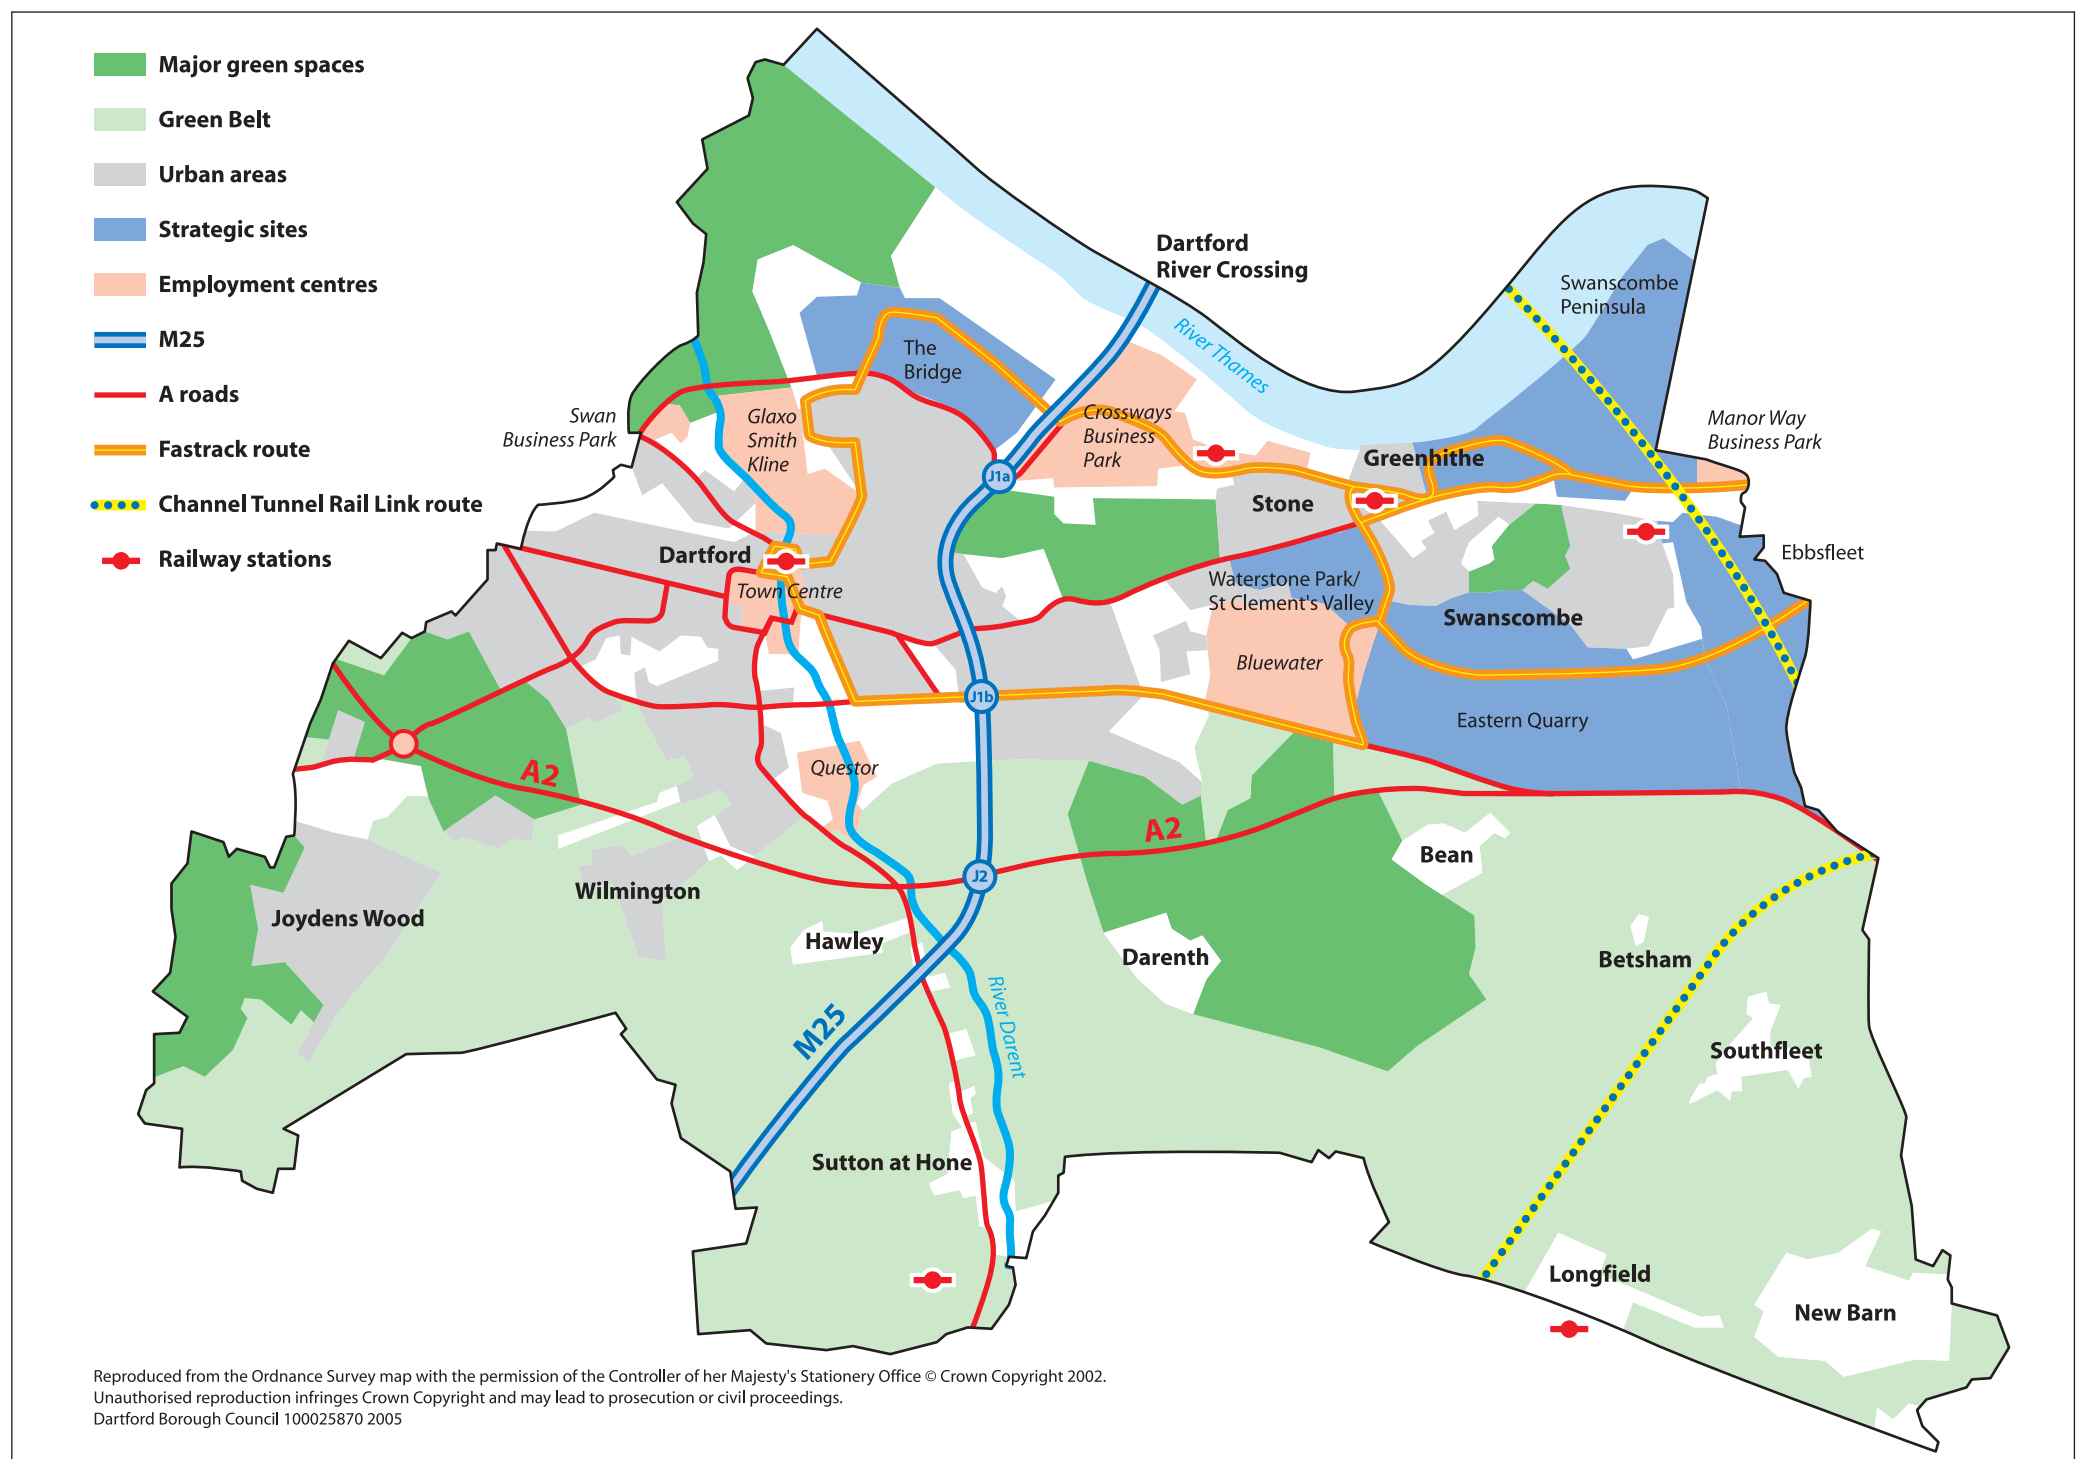 Major green spaces
Green Belt
Urban areas
Strategic sites
Employment centres
M25
A roads
Fastrack route
Channel Tunnel Rail Link route
Railway stations
Dartford
River Crossing
River Thames
Swanscombe
Peninsula
The
Bridge
Swan
Business Park
Glaxo
Smith
Kline
Crossways
Business
Park
Manor Way
Business Park
Greenhithe
J1a
Stone
Dartford
Ebbsfleet
Town Centre
Waterstone Park/
St Clement's Valley
Swanscombe
Bluewater
J1b
Eastern Quarry
Questor
A2
A2
Bean
J2
Wilmington
Joydens Wood
Hawley
Darenth
Betsham
M25
River Darent
Southfleet
Sutton at Hone
Longfield
New Barn
Reproduced from the Ordnance Survey map with the permission of the Controller of her Majesty's Stationery Office © Crown Copyright 2002.
Unauthorised reproduction infringes Crown Copyright and may lead to prosecution or civil proceedings.
Dartford Borough Council 100025870 2005